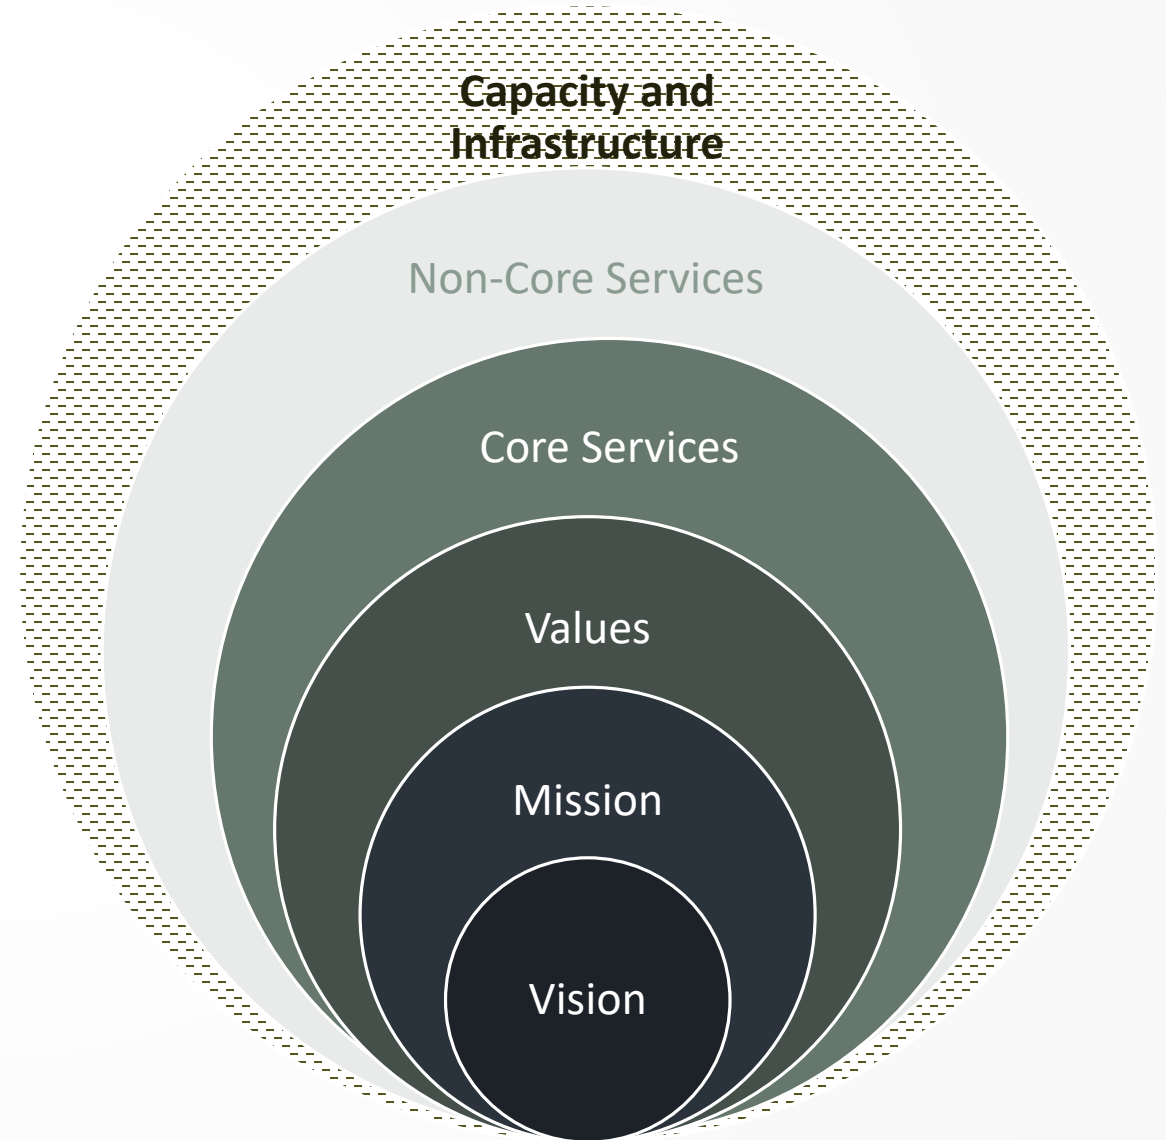 Capacity and
Infrastructure
Non-Core Services
Core Services
Values
Mission
Vision